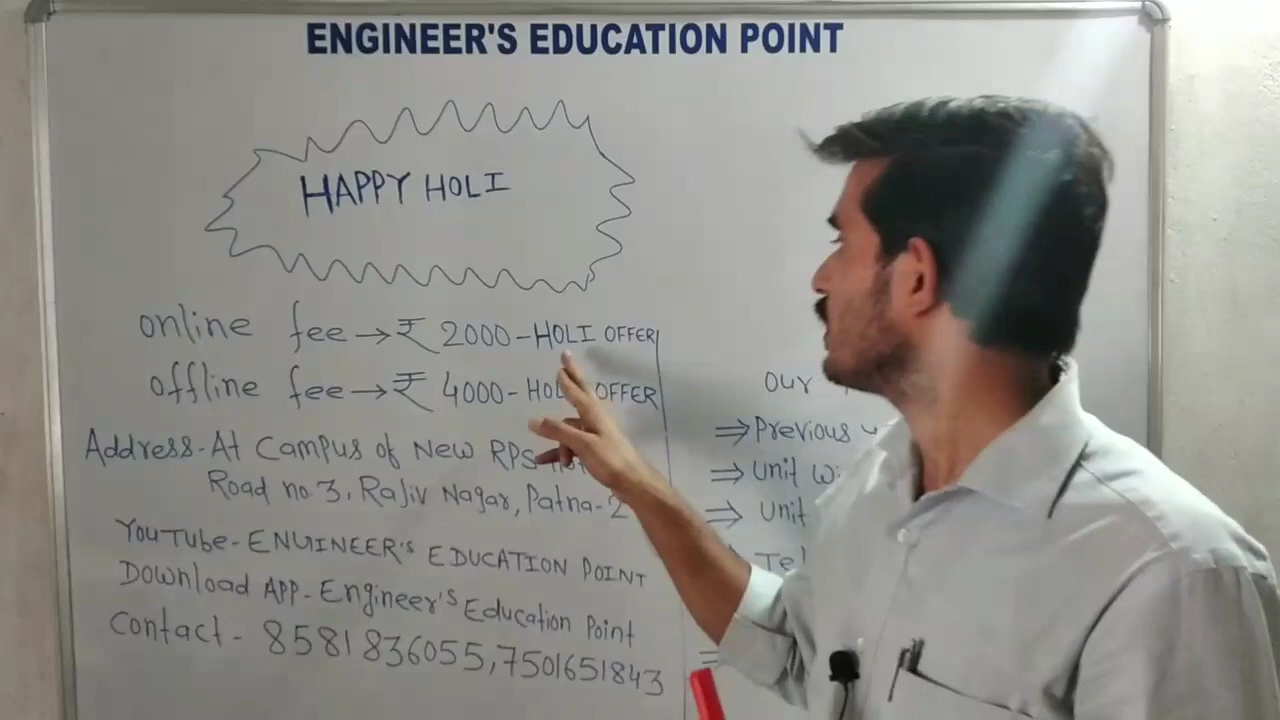 ENGINEER'S EDUCATION POINT
HAPPY HOLI
online fee → ₹ 2000 - HOLI OFFER
offline fee → ₹ 4000 - HOLI OFFER
Address - At Campus of New RPS
Road no. 3, Rajiv Nagar, Patna - 2
YouTube - ENGINEER'S EDUCATION POINT
Download APP - Engineer's Education Point
Contact - 8581836055, 7501651843
Our
⇒ Previous
⇒ Unit
⇒ Unit